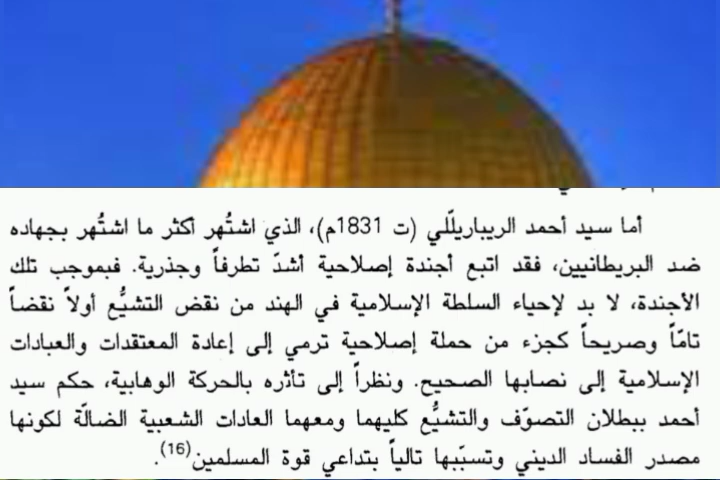 أما سيد أحمد الريباريلّلي (ت 1831م)، الذي اشتُهر أكثر ما اشتُهر بجهاده
ضد البريطانيين، فقد اتبع أجندة إصلاحية أشدّ تطرفاً وجذرية. فبموجب تلك
الأجندة، لا بد لإحياء السلطة الإسلامية في الهند من نقض التشيُّع أولاً نقضاً
تامّاً وصريحاً كجزء من حملة إصلاحية ترمي إلى إعادة المعتقدات والعبادات
الإسلامية إلى نصابها الصحيح. ونظراً إلى تأثره بالحركة الوهابية، حكم سيد
أحمد ببطلان التصوّف والتشيُّع كليهما ومعهما العادات الشعبية الضالّة لكونها
مصدر الفساد الديني وتسبّبها تالياً بتداعي قوة المسلمين(16).